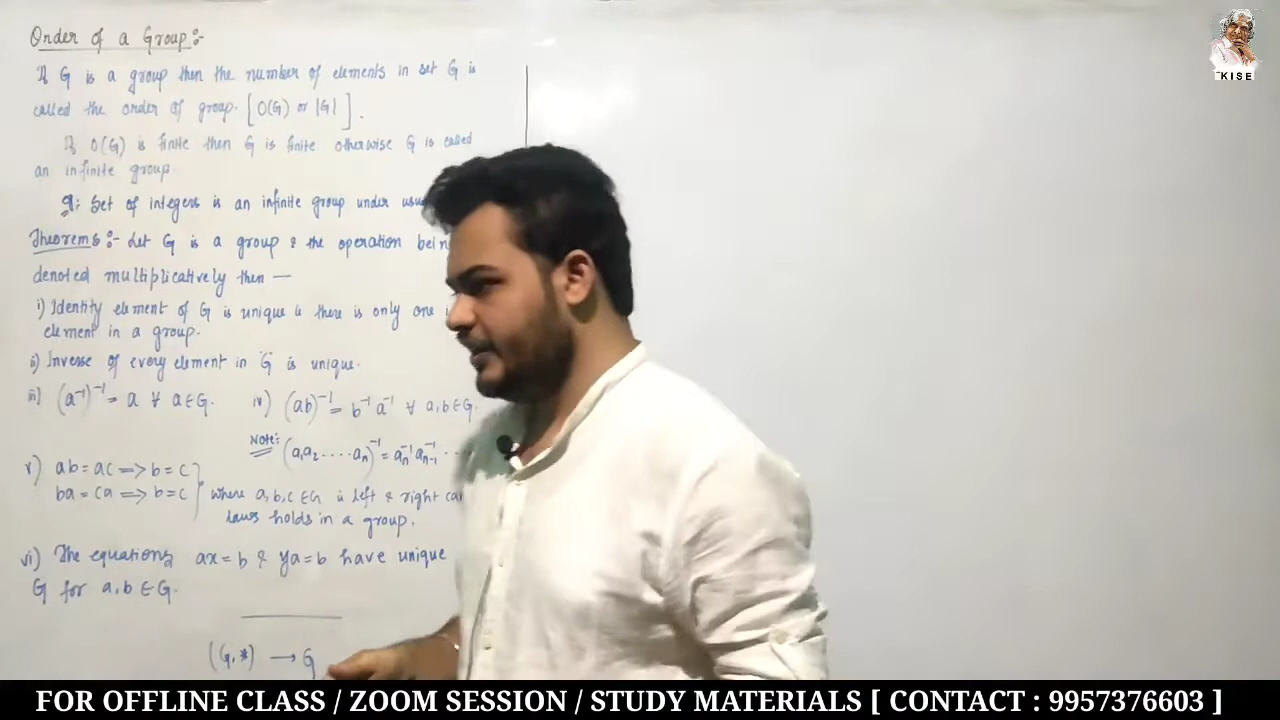 Order of a Group :-
If G is a group then the number of elements in set G is
called the order of group. [O(G) or |G|].
If O(G) is finite then G is finite otherwise G is called
an infinite group.
eg: Set of integers is an infinite group under
Theorems :- Let G is a group & the operation
denoted multiplicatively then —
i) Identity element of G is unique ie there is only one
element in a group.
ii) Inverse of every element in 'G' is unique.
iii) (a⁻¹)⁻¹ = a ∀ a∈G. iv) (ab)⁻¹ = b⁻¹ a⁻¹ ∀ a,b∈G.
Note: (a₁a₂.....aₙ)⁻¹ = aₙ⁻¹ aₙ₋₁⁻¹ ...
v) ab = ac => b = c
ba = ca => b = c } where a,b,c ∈ G ie left & right
laws holds in a group.
vi) The equations ax = b & ya = b have unique
G for a,b ∈ G.
(G,*) → G
KISE
FOR OFFLINE CLASS / ZOOM SESSION / STUDY MATERIALS [ CONTACT : 9957376603 ]